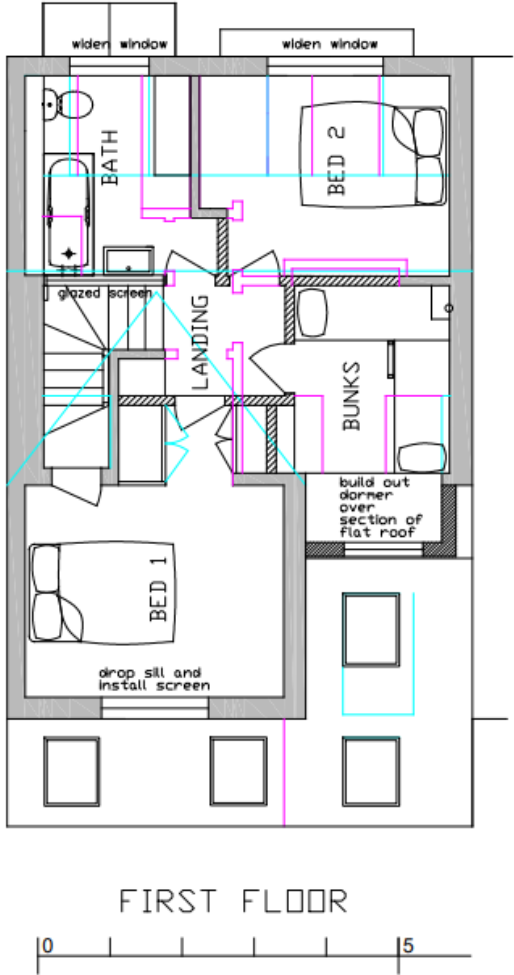 widen window
widen window
BATH
BED 2
glazed screen
LANDING
BUNKS
build out
dormer
over
section of
flat roof
BED 1
drop sill and
install screen
FIRST FLOOR
0
5